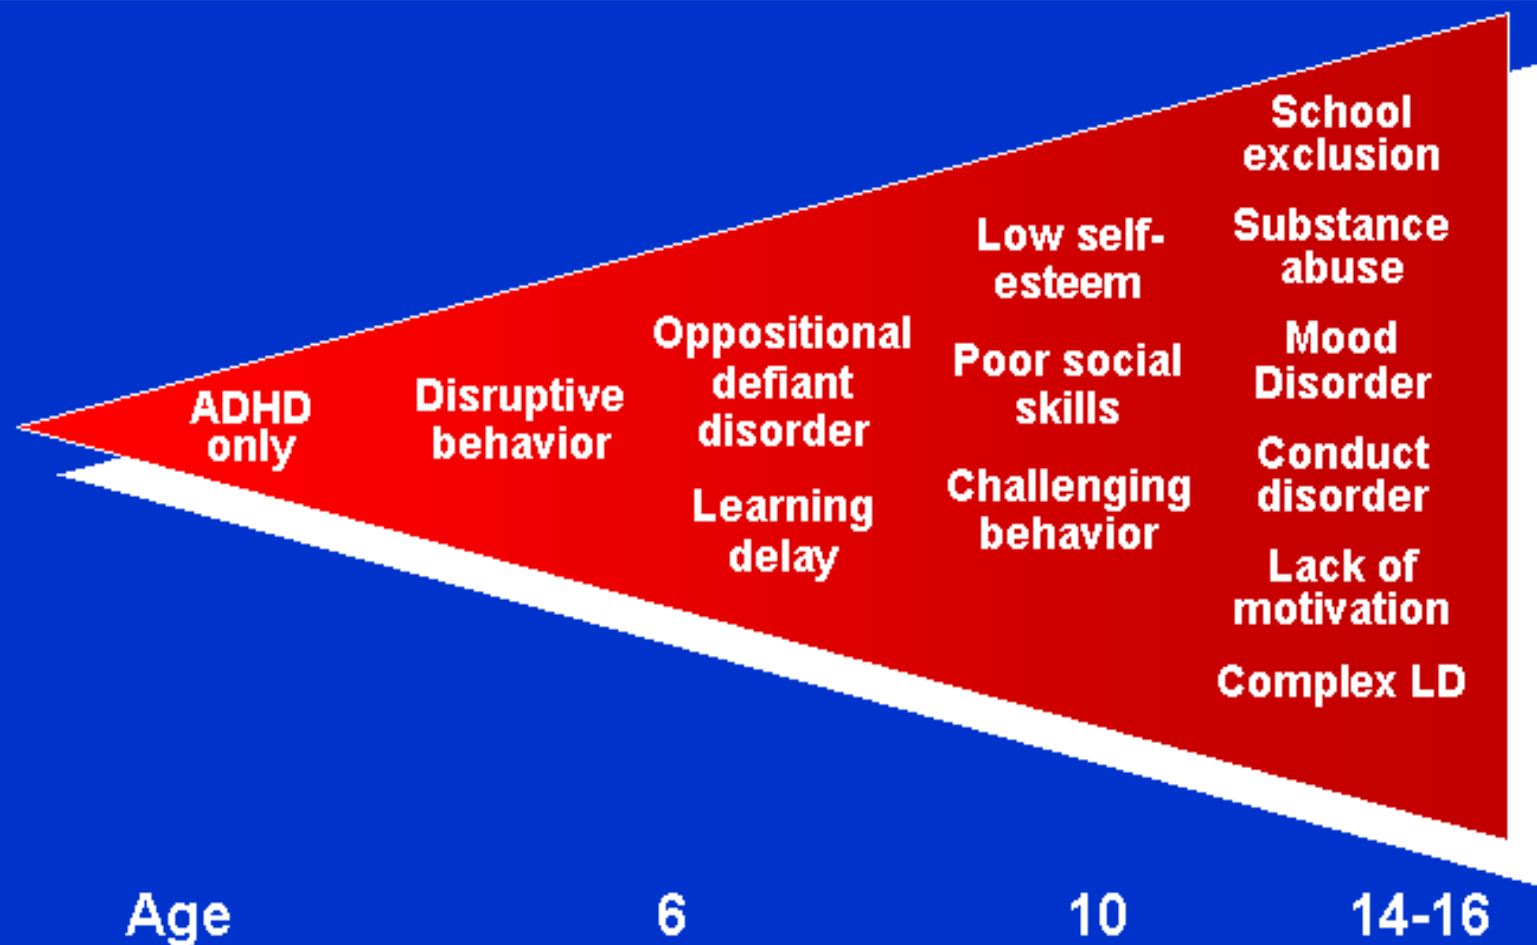 ADHD
only
Disruptive
behavior
Oppositional
defiant
disorder
Learning
delay
Low self-
esteem
Poor social
skills
Challenging
behavior
School
exclusion
Substance
abuse
Mood
Disorder
Conduct
disorder
Lack of
motivation
Complex LD
Age 6 10 14-16